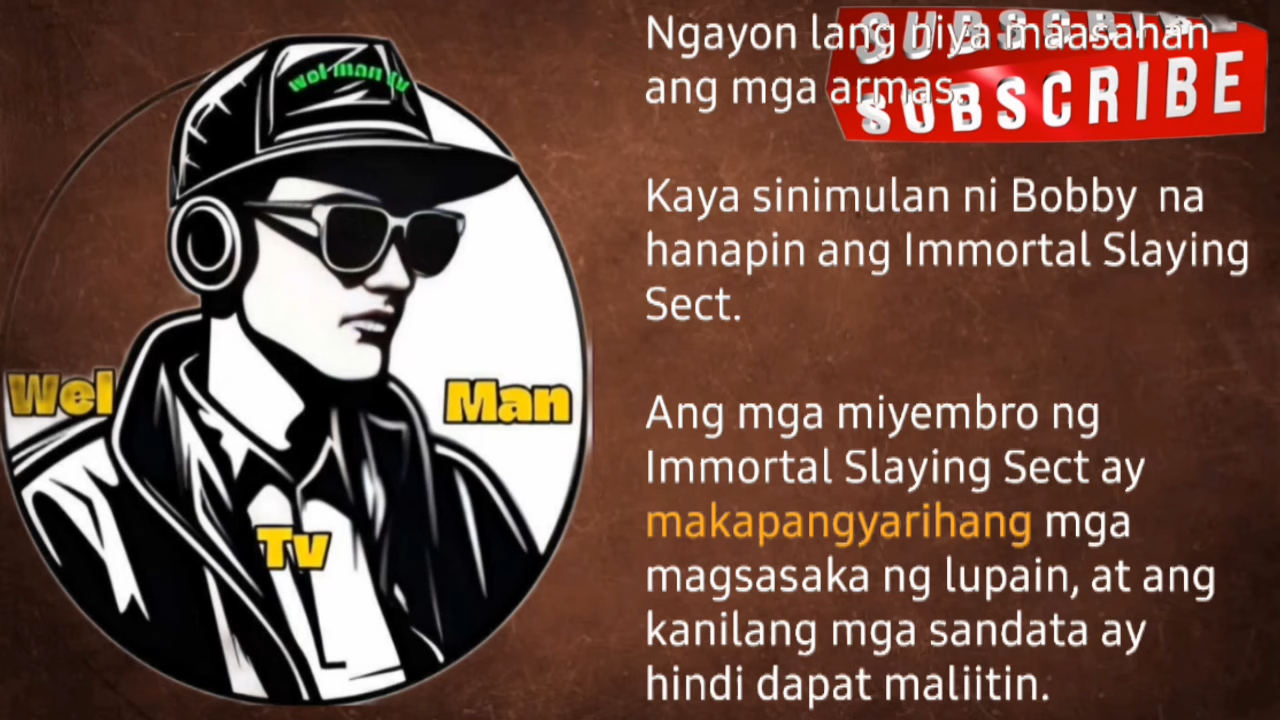 wel man tv
Wel
Man
Tv
Ngayon lang niya maasahan
ang mga armas.
SUBSCRIBE
SUBSCRIBE
Kaya sinimulan ni Bobby na
hanapin ang Immortal Slaying
Sect.
Ang mga miyembro ng
Immortal Slaying Sect ay
makapangyarihang mga
magsasaka ng lupain, at ang
kanilang mga sandata ay
hindi dapat maliitin.